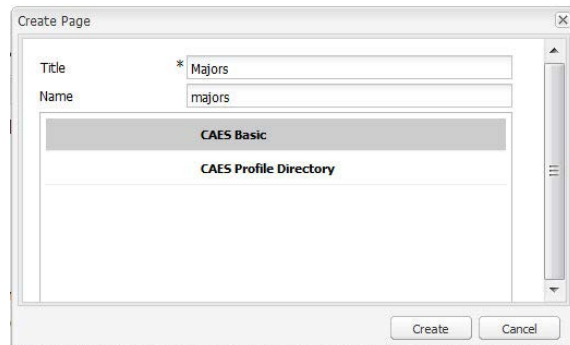 Create Page
Title * Majors
Name majors
CAES Basic
CAES Profile Directory
Create Cancel